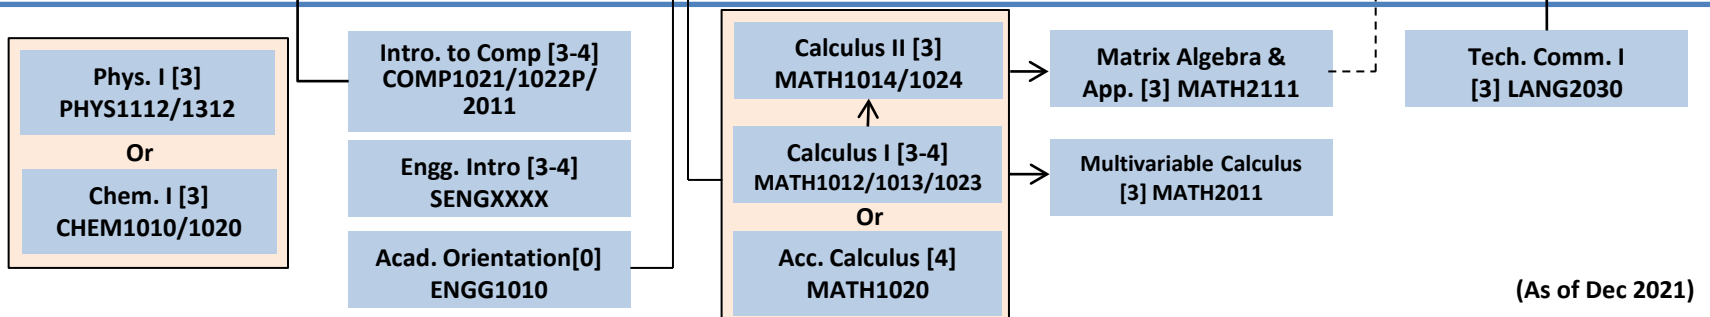 Phys. I [3]
PHYS1112/1312
Or
Chem. I [3]
CHEM1010/1020
Intro. to Comp [3-4]
COMP1021/1022P/
2011
Engg. Intro [3-4]
SENGXXXX
Acad. Orientation[0]
ENGG1010
Calculus II [3]
MATH1014/1024
Calculus I [3-4]
MATH1012/1013/1023
Or
Acc. Calculus [4]
MATH1020
Matrix Algebra &
App. [3] MATH2111
Multivariable Calculus
[3] MATH2011
Tech. Comm. I
[3] LANG2030
(As of Dec 2021)